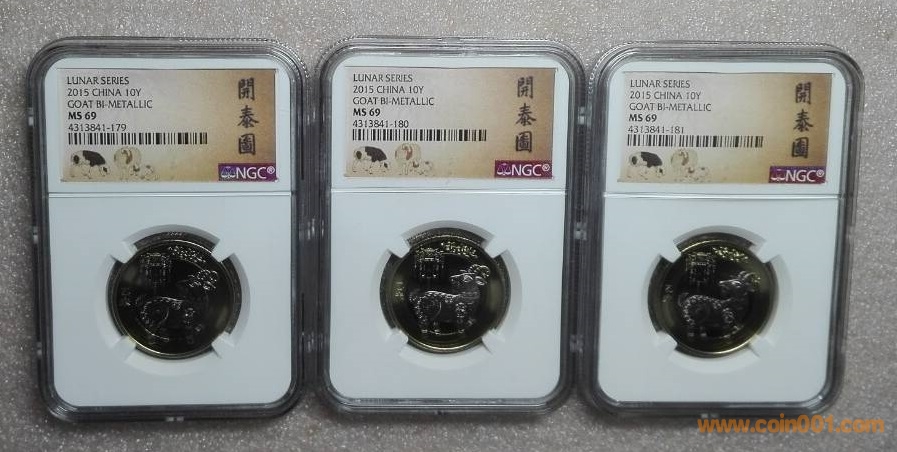 LUNAR SERIES
2015 CHINA 10Y
GOAT BI-METALLIC
MS 69
4313841-179
開泰圖
NGC®
LUNAR SERIES
2015 CHINA 10Y
GOAT BI-METALLIC
MS 69
4313841-180
開泰圖
NGC®
LUNAR SERIES
2015 CHINA 10Y
GOAT BI-METALLIC
MS 69
4313841-181
開泰圖
NGC®
www.coin001.com